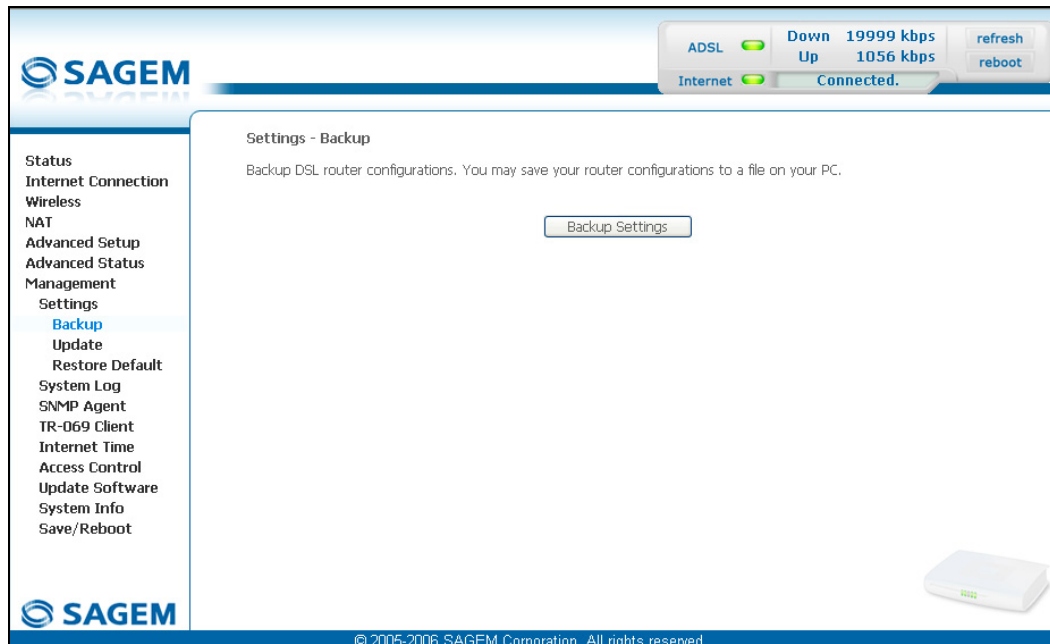 SAGEM
ADSL
Down 19999 kbps
Up 1056 kbps
refresh
reboot
Internet
Connected.
Status
Internet Connection
Wireless
NAT
Advanced Setup
Advanced Status
Management
Settings
Backup
Update
Restore Default
System Log
SNMP Agent
TR-069 Client
Internet Time
Access Control
Update Software
System Info
Save/Reboot
Settings - Backup
Backup DSL router configurations. You may save your router configurations to a file on your PC.
Backup Settings
SAGEM
© 2005-2006 SAGEM Corporation. All rights reserved.